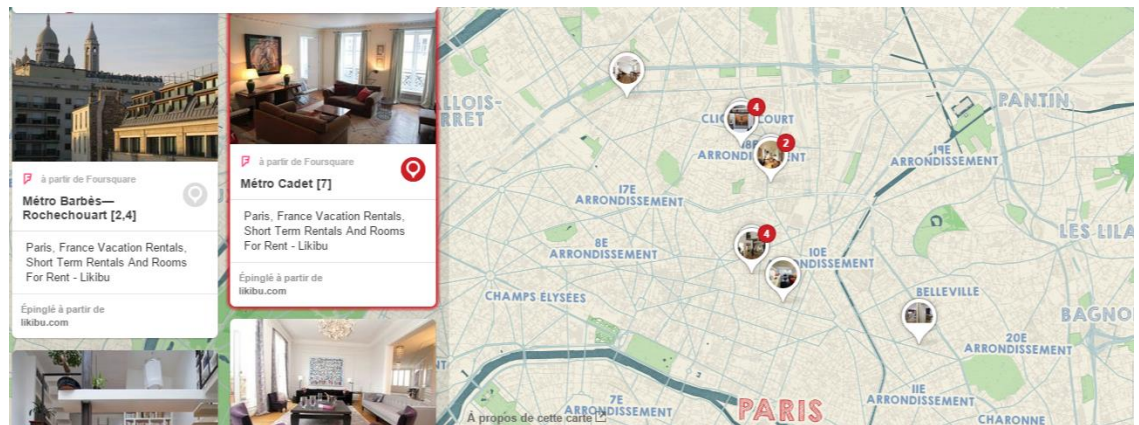 à partir de Foursquare
Métro Barbès—
Rochechouart [2,4]
Paris, France Vacation Rentals,
Short Term Rentals And Rooms
For Rent - Likibu
Épinglé à partir de
likibu.com
à partir de Foursquare
Métro Cadet [7]
Paris, France Vacation Rentals,
Short Term Rentals And Rooms
For Rent - Likibu
Épinglé à partir de
likibu.com
LLOIS-
RRET
4
2
ARRONDISSEMENT
PANTIN
19E
ARRONDISSEMENT
17E
ARRONDISSEMENT
LES LILA
8E
ARRONDISSEMENT
4
10E
CHAMPS ÉLYSÉES
BELLEVILLE
BAGNO
20E
ARRONDISSEMENT
7E
ARRONDISSEMENT
PARIS
11E
ARRONDISSEMENT
CHARONNE
À propos de cette carte